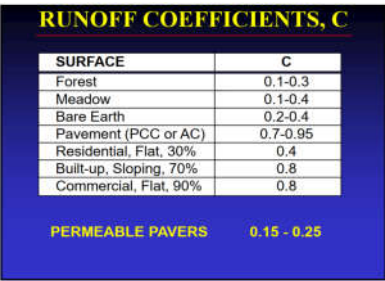 RUNOFF COEFFICIENTS, C
SURFACE C
Forest 0.1-0.3
Meadow 0.1-0.4
Bare Earth 0.2-0.4
Pavement (PCC or AC) 0.7-0.95
Residential, Flat, 30% 0.4
Built-up, Sloping, 70% 0.8
Commercial, Flat, 90% 0.8
PERMEABLE PAVERS 0.15 - 0.25